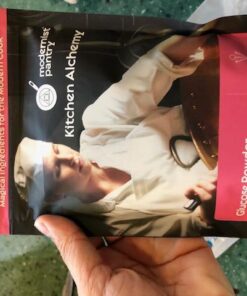 Magical Ingredients for the Modern Cook
modernist
pantry
Kitchen Alchemy
Glucose Powder